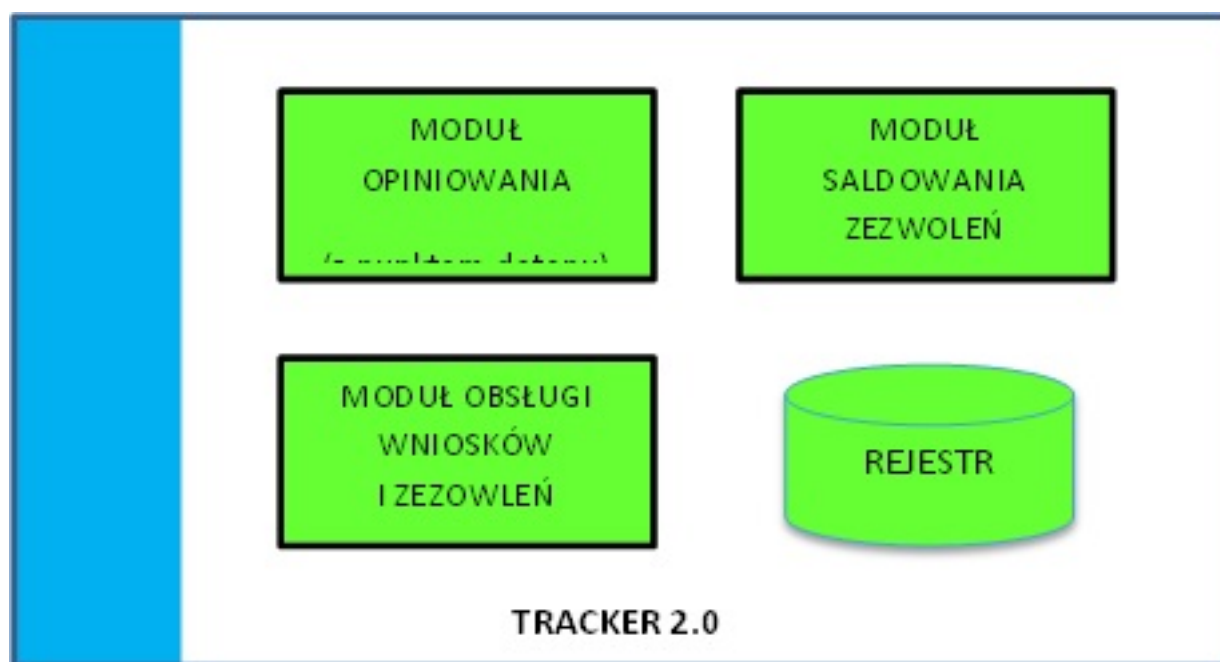 MODUŁ
OPINIOWANIA
MODUŁ
SALDOWANIA
ZEZWOLEŃ
MODUŁ OBSŁUGI
WNIOSKÓW
I ZEZOWLEŃ
REJESTR
TRACKER 2.0